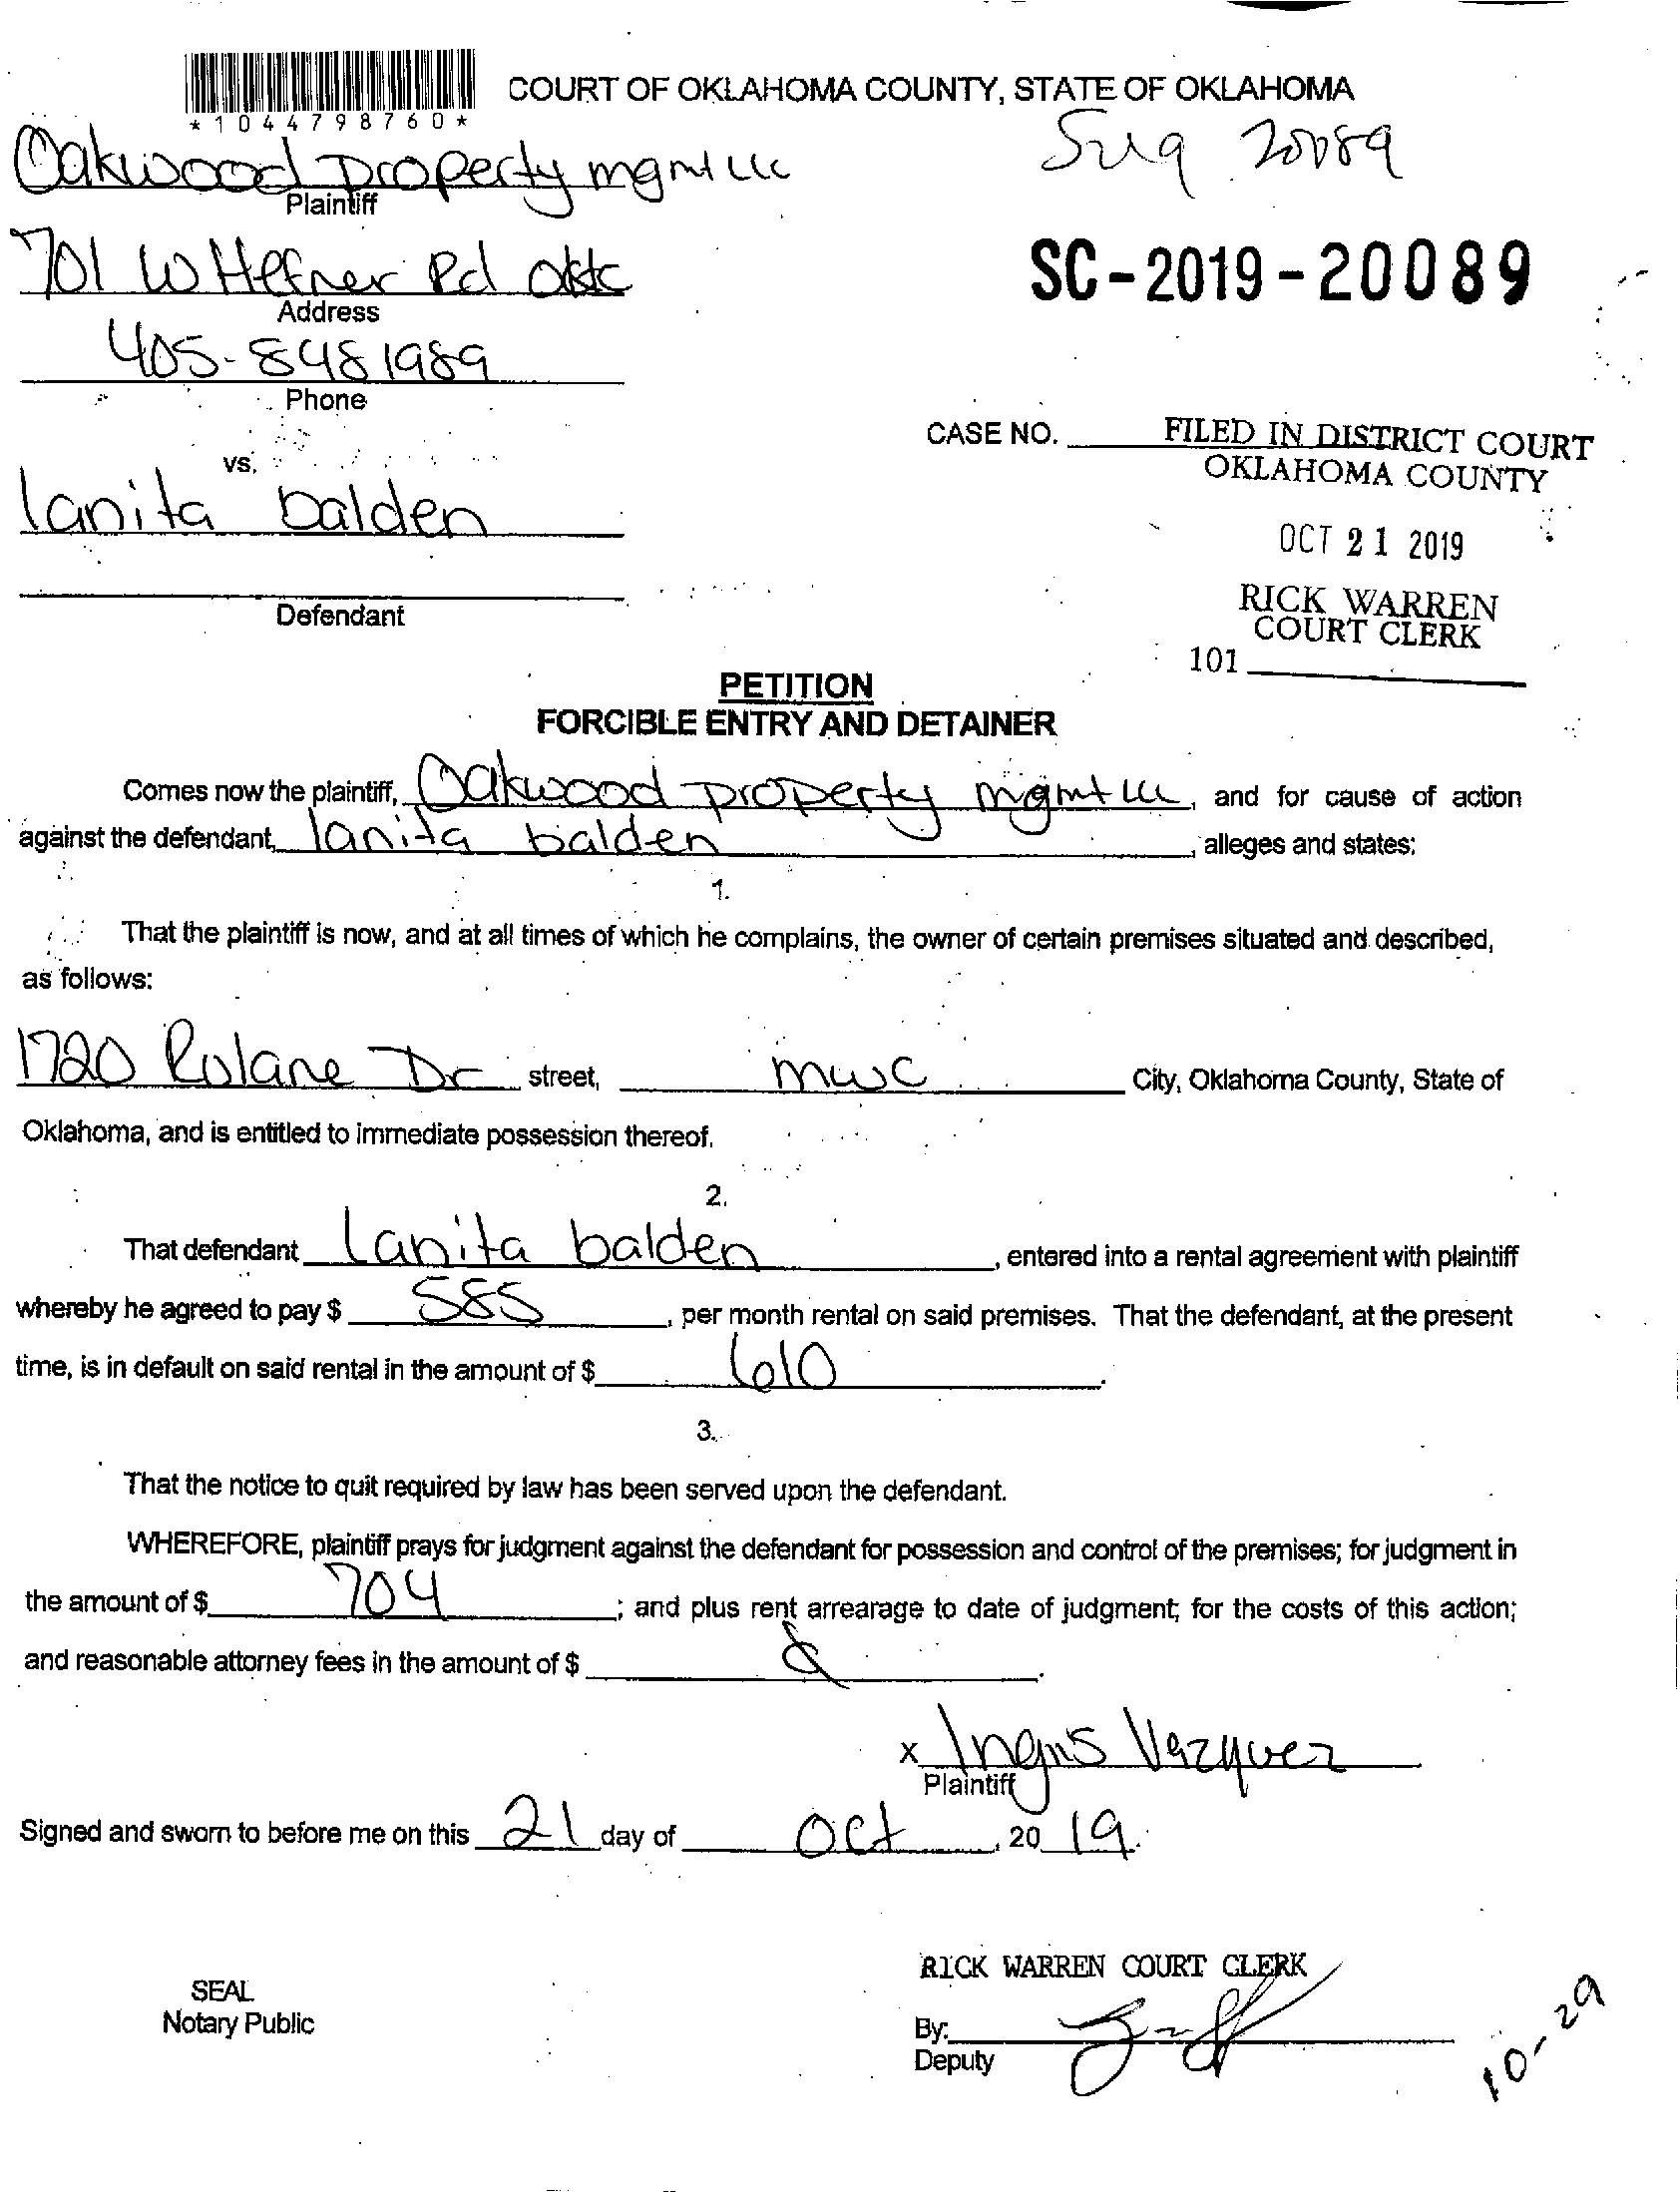 COURT OF OKLAHOMA COUNTY, STATE OF OKLAHOMA
*1044798760*
Oakwood property mgmt llc
Plaintiff
701 W Hefner Rd
Address
405-848 1989
Phone
SC-2019-20089
CASE NO.
FILED IN DISTRICT COURT
OKLAHOMA COUNTY
OCT 21 2019
RICK WARREN
COURT CLERK
101
vs.
lanita balden
Defendant
PETITION
FORCIBLE ENTRY AND DETAINER
Comes now the plaintiff, Oakwood property mgmt llc, and for cause of action
against the defendant, lanita balden, alleges and states:
1.
That the plaintiff is now, and at all times of which he complains, the owner of certain premises situated and described,
as follows:
1720 Rulane Dr street, mwc City, Oklahoma County, State of
Oklahoma, and is entitled to immediate possession thereof.
2.
That defendant lanita balden, entered into a rental agreement with plaintiff
whereby he agreed to pay $ 585, per month rental on said premises. That the defendant, at the present
time, is in default on said rental in the amount of $ 610.
3.
That the notice to quit required by law has been served upon the defendant.
WHEREFORE, plaintiff prays for judgment against the defendant for possession and control of the premises; for judgment in
the amount of $ 704; and plus rent arrearage to date of judgment; for the costs of this action;
and reasonable attorney fees in the amount of $
x Ingris Vazquez
Plaintiff
Signed and sworn to before me on this 21 day of Oct, 20 19.
SEAL
Notary Public
RICK WARREN COURT CLERK
By:
Deputy
10-29